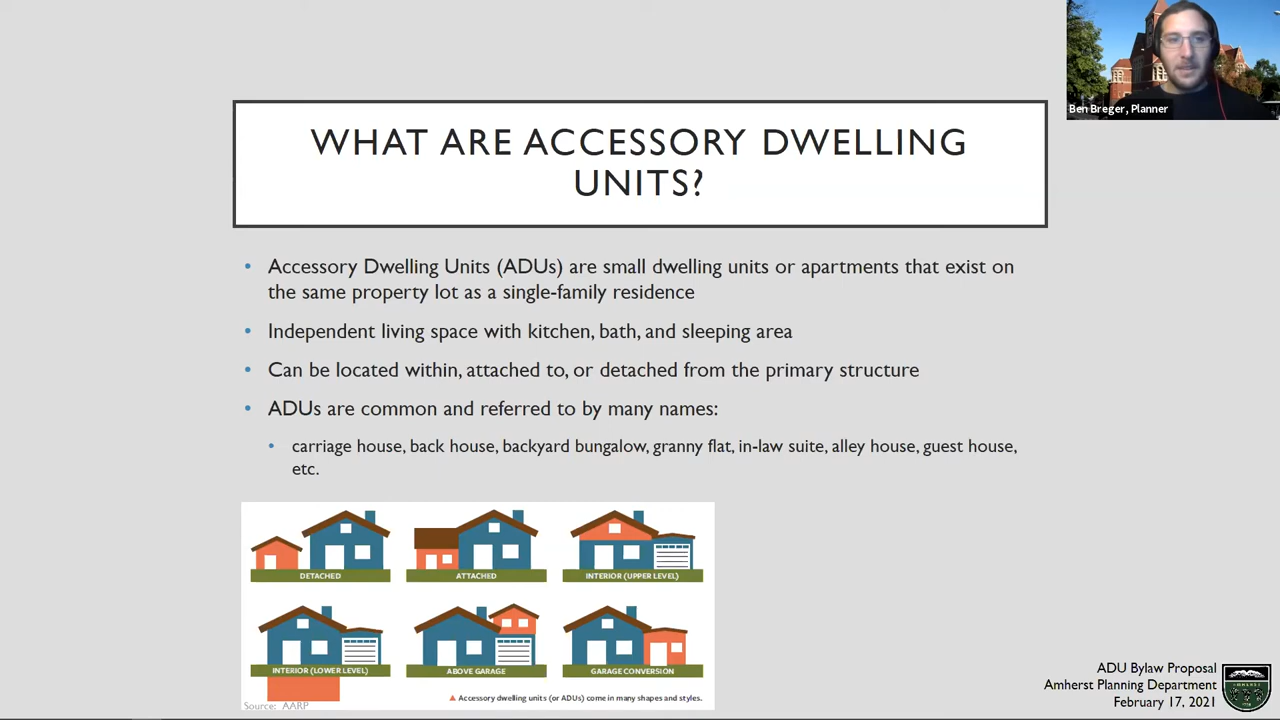 Ben Breger, Planner
WHAT ARE ACCESSORY DWELLING
UNITS?
• Accessory Dwelling Units (ADUs) are small dwelling units or apartments that exist on
the same property lot as a single-family residence
• Independent living space with kitchen, bath, and sleeping area
• Can be located within, attached to, or detached from the primary structure
• ADUs are common and referred to by many names:
• carriage house, back house, backyard bungalow, granny flat, in-law suite, alley house, guest house,
etc.
DETACHED
ATTACHED
INTERIOR (UPPER LEVEL)
INTERIOR (LOWER LEVEL)
ABOVE GARAGE
GARAGE CONVERSION
▲ Accessory dwelling units (or ADUs) come in many shapes and styles.
Source: AARP
ADU Bylaw Proposal
Amherst Planning Department
February 17, 2021